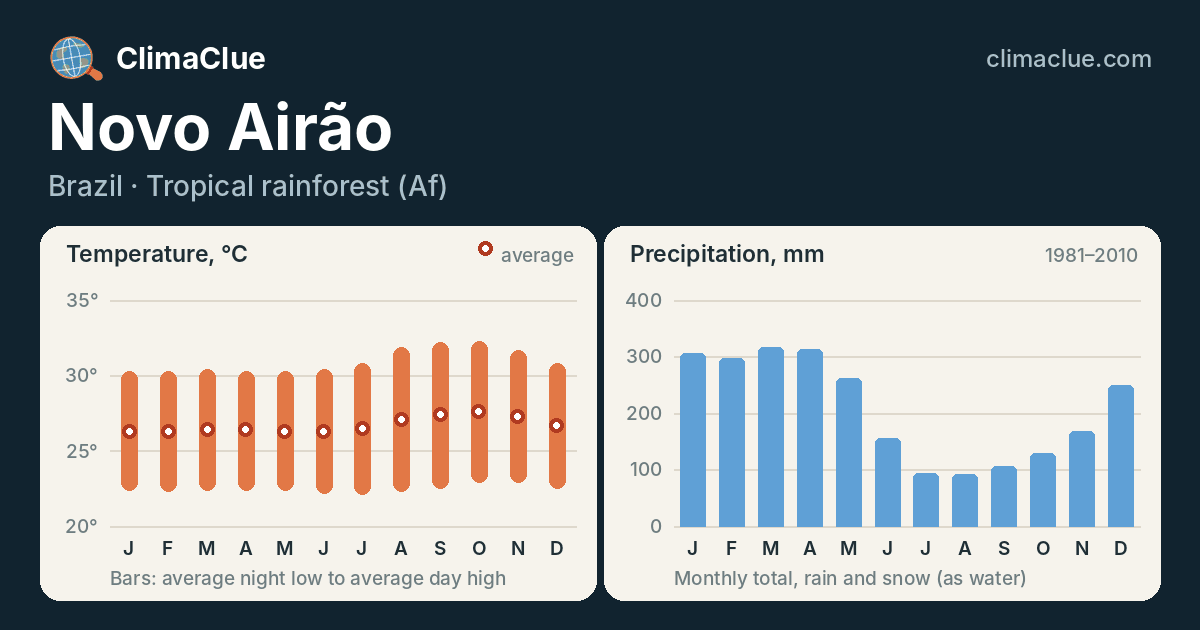 ClimaClue
climaclue.com
Novo Airão
Brazil · Tropical rainforest (Af)
Temperature, °C
average
35°
30°
25°
20°
J F M A M J J A S O N D
Bars: average night low to average day high
Precipitation, mm
1981–2010
400
300
200
100
0
J F M A M J J A S O N D
Monthly total, rain and snow (as water)